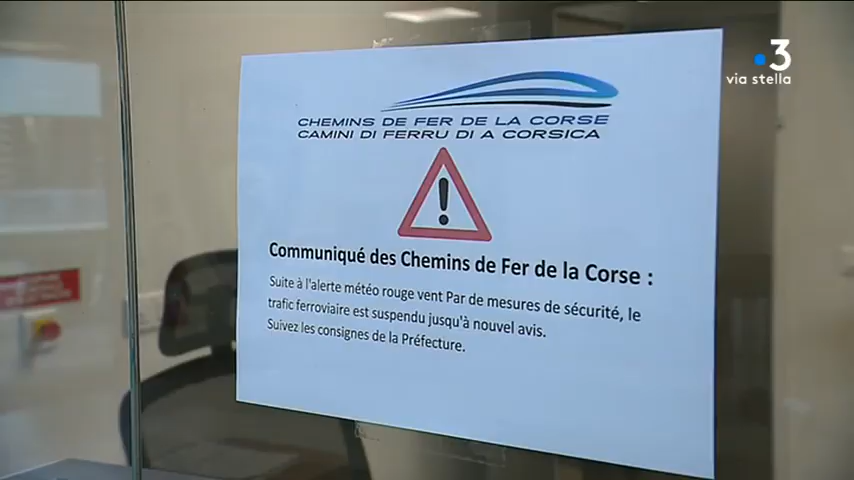 3
via stella
CHEMINS DE FER DE LA CORSE
CAMINI DI FERRU DI A CORSICA
Communiqué des Chemins de Fer de la Corse :
Suite à l'alerte météo rouge vent Par de mesures de sécurité, le
trafic ferroviaire est suspendu jusqu'à nouvel avis.
Suivez les consignes de la Préfecture.